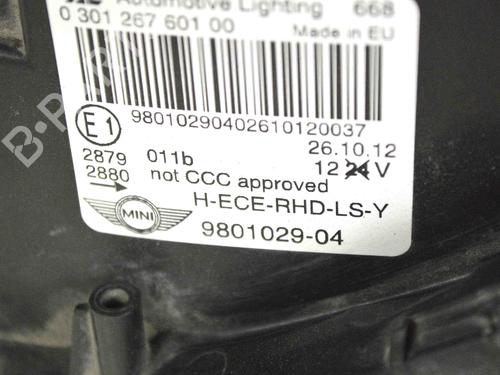 Automotive Lighting 668
0 301 267 601 00 Made in EU
98010290402610120037
E1
26.10.12
2879 011b 12 24 V
2880 not CCC approved
H-ECE-RHD-LS-Y
MINI
9801029-04
B-PARTS